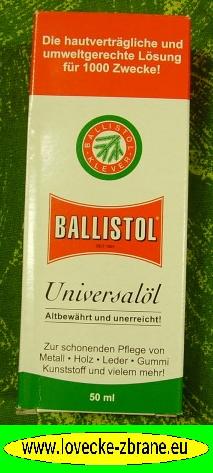 Die hautverträgliche und
umweltgerechte Lösung
für 1000 Zwecke!
BALLISTOL
KLEVER
BALLISTOL®
Universalöl
Altbewährt und unerreicht!
Zur schonenden Pflege von
Metall • Holz • Leder • Gummi
Kunststoff und vielem mehr!
50 ml
www.lovecke-zbrane.eu